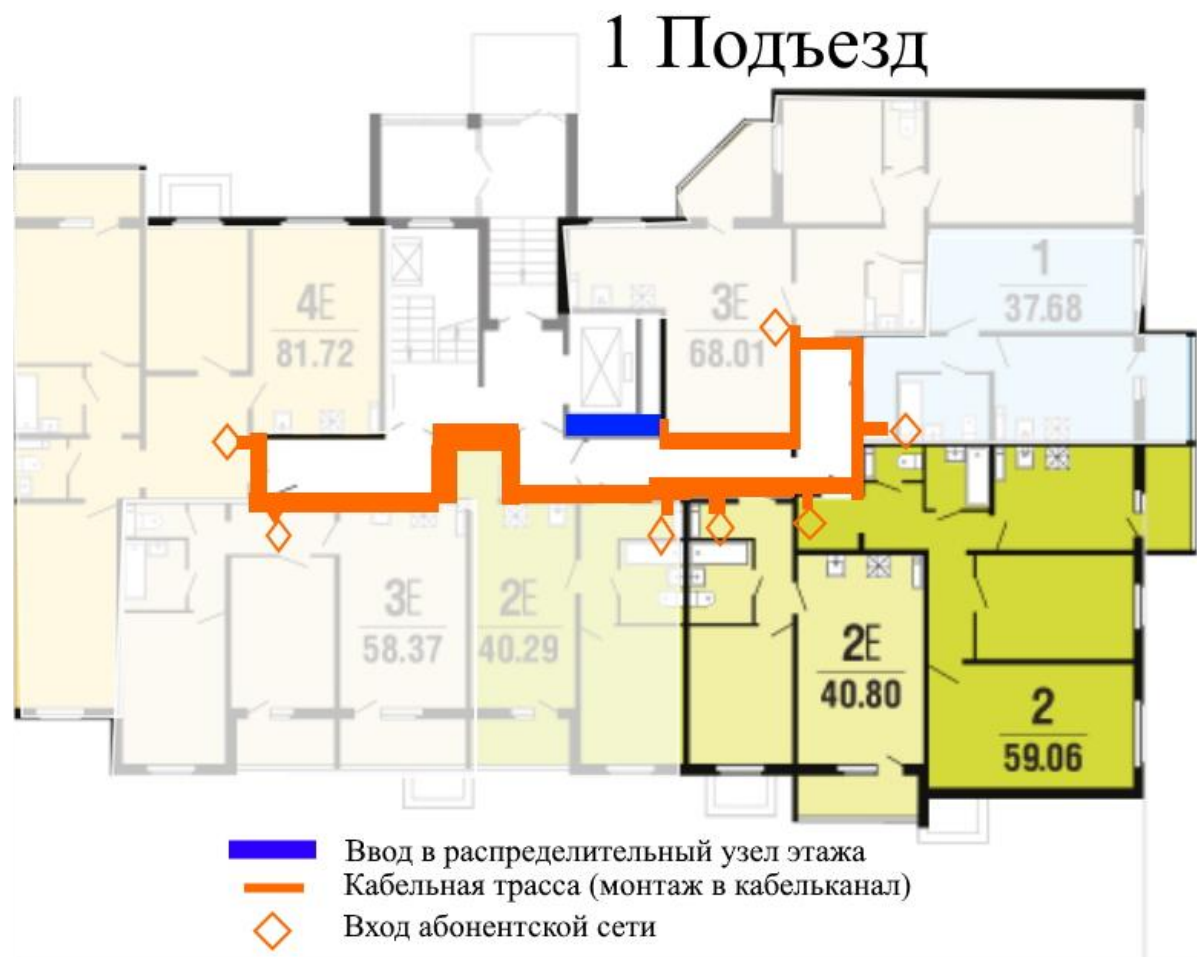 1 Подъезд
1
37.68
4Е
81.72
3Е
68.01
3Е
58.37
2Е
40.29
2Е
40.80
2
59.06
Ввод в распределительный узел этажа
Кабельная трасса (монтаж в кабельканал)
Вход абонентской сети